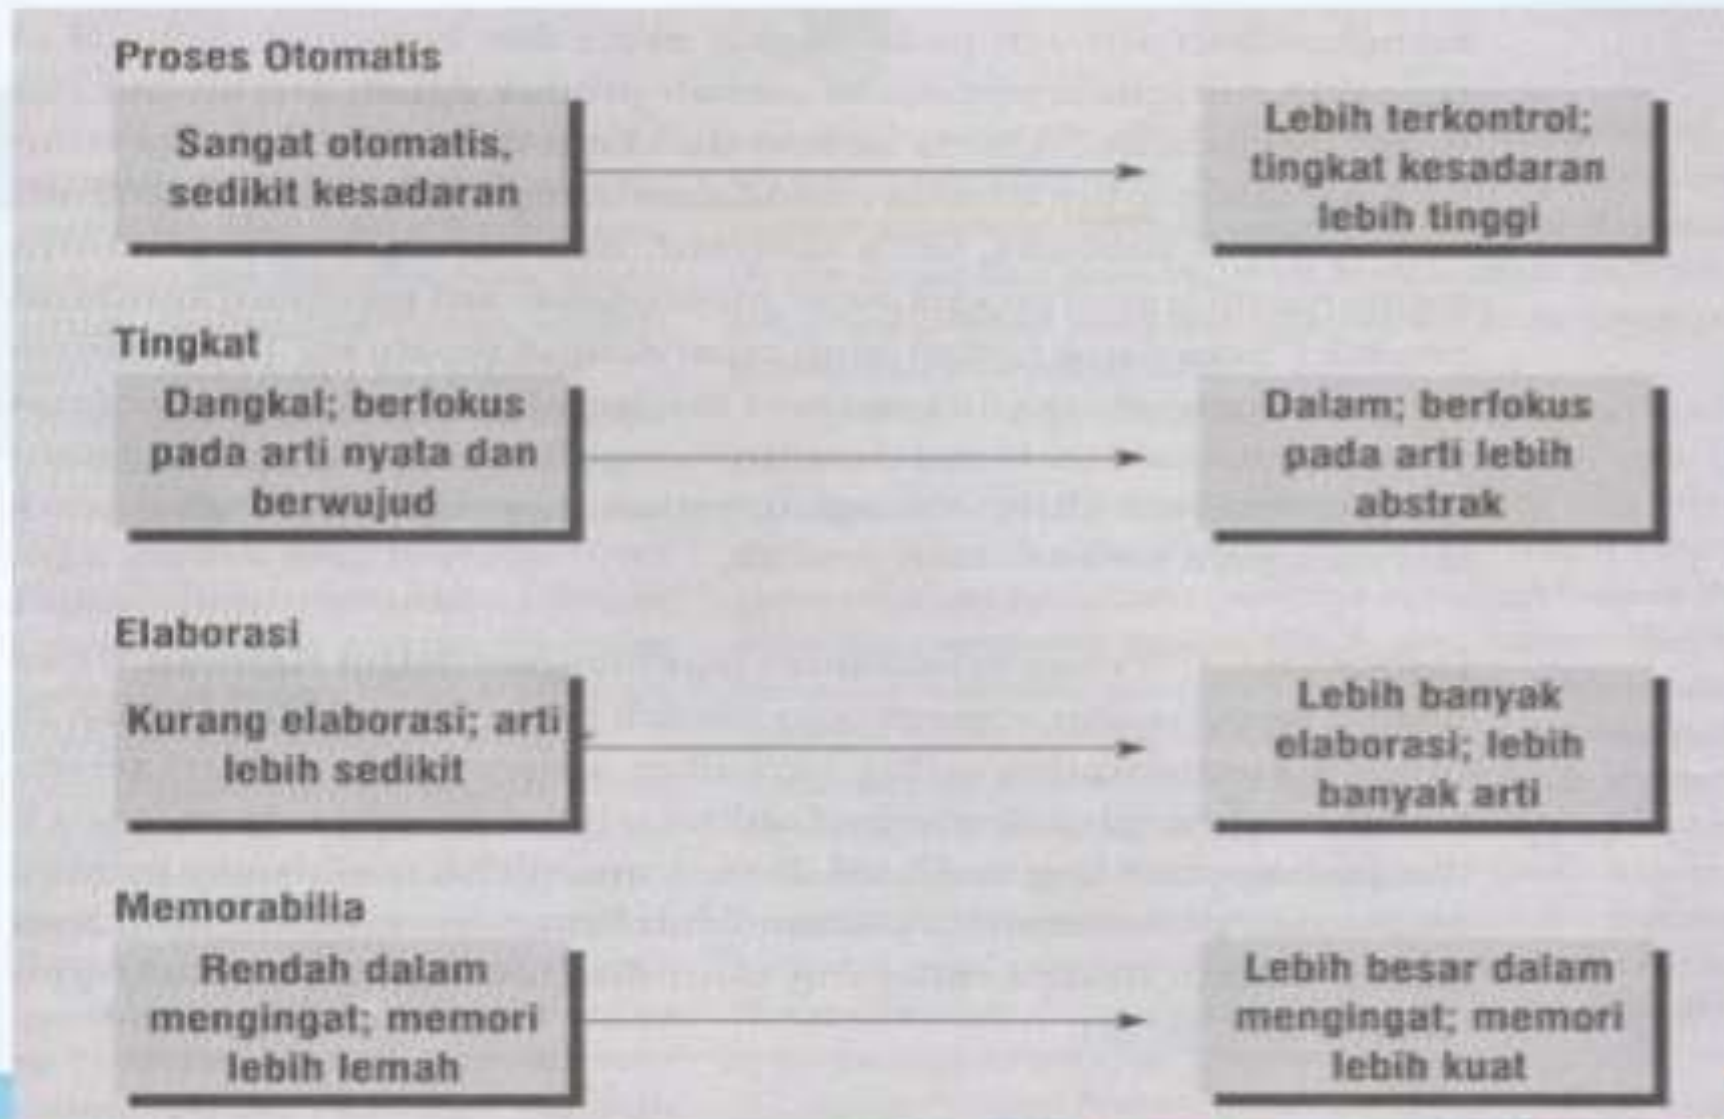 Proses Otomatis
Sangat otomatis,
sedikit kesadaran
Lebih terkontrol;
tingkat kesadaran
lebih tinggi
Tingkat
Dangkal; berfokus
pada arti nyata dan
berwujud
Dalam; berfokus
pada arti lebih
abstrak
Elaborasi
Kurang elaborasi; arti
lebih sedikit
Lebih banyak
elaborasi; lebih
banyak arti
Memorabilia
Rendah dalam
mengingat; memori
lebih lemah
Lebih besar dalam
mengingat; memori
lebih kuat